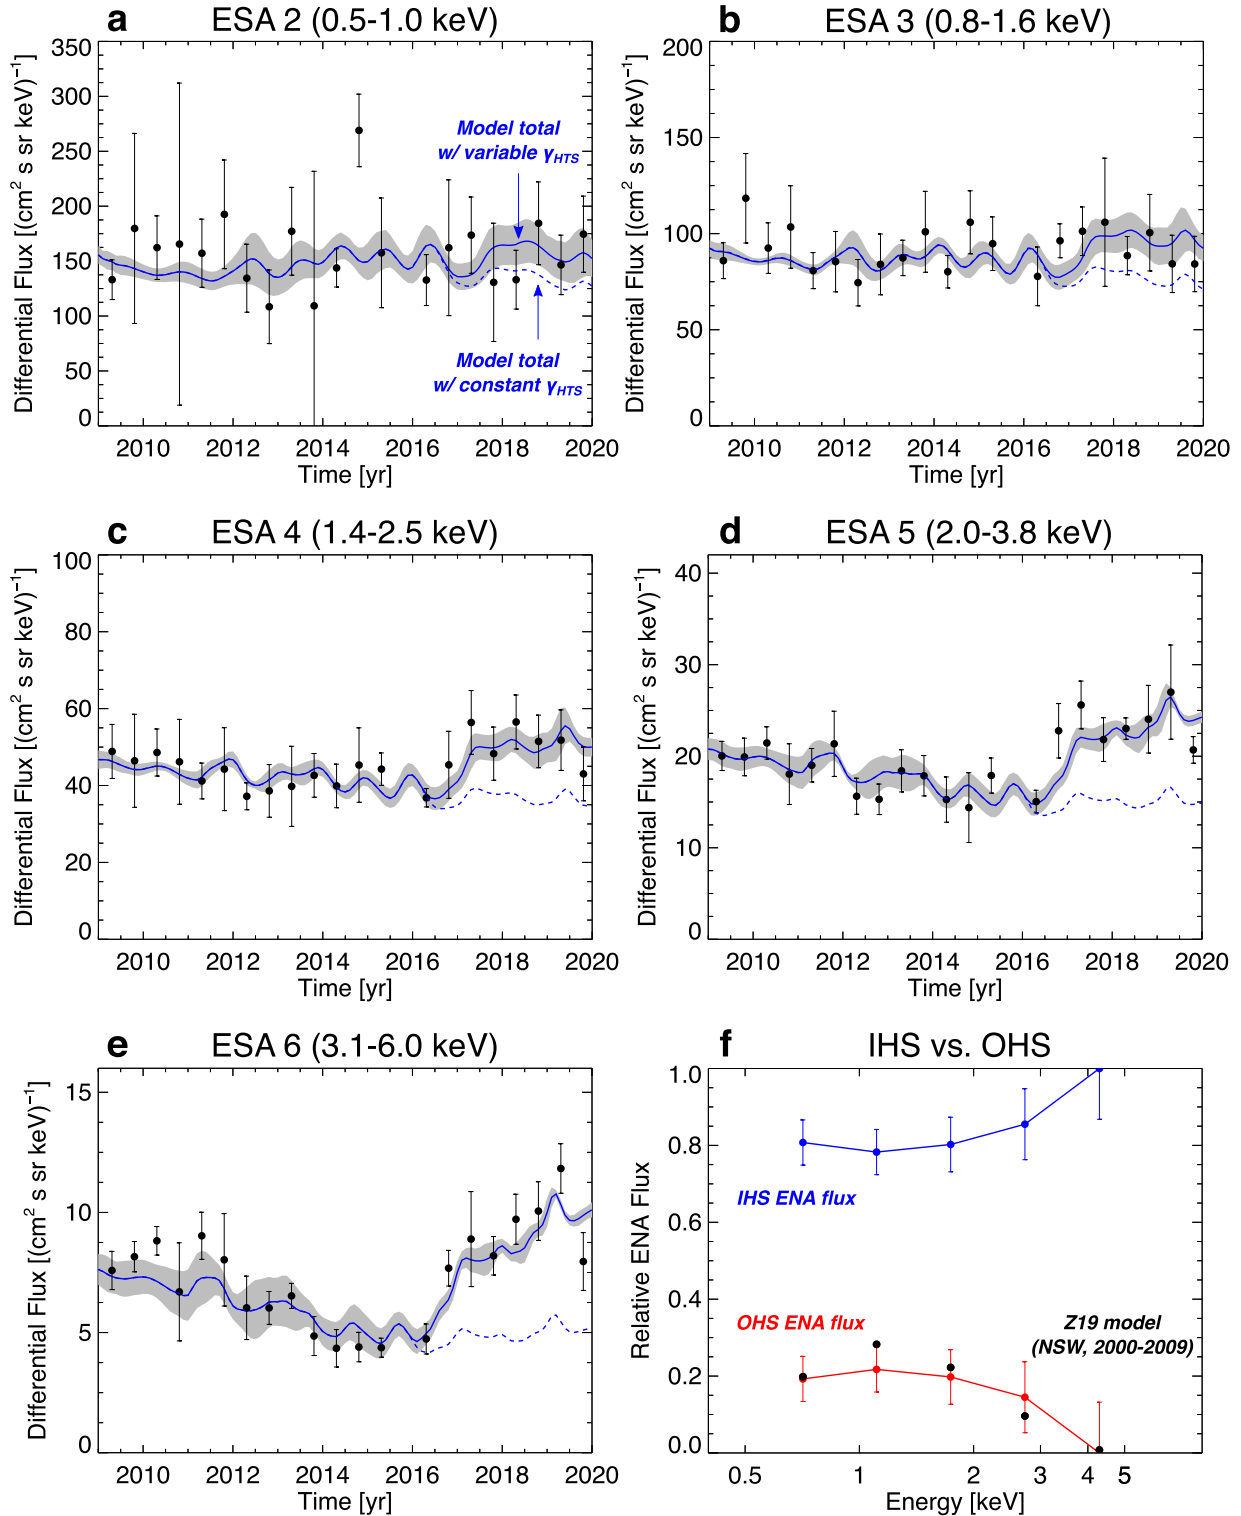 a ESA 2 (0.5-1.0 keV)
Differential Flux [(cm² s sr keV)⁻¹]
350
300
250
200
150
100
50
0
Model total
w/ variable γHTS
Model total
w/ constant γHTS
2010 2012 2014 2016 2018 2020
Time [yr]
b ESA 3 (0.8-1.6 keV)
Differential Flux [(cm² s sr keV)⁻¹]
200
150
100
50
0
2010 2012 2014 2016 2018 2020
Time [yr]
c ESA 4 (1.4-2.5 keV)
Differential Flux [(cm² s sr keV)⁻¹]
100
80
60
40
20
0
2010 2012 2014 2016 2018 2020
Time [yr]
d ESA 5 (2.0-3.8 keV)
Differential Flux [(cm² s sr keV)⁻¹]
40
30
20
10
0
2010 2012 2014 2016 2018 2020
Time [yr]
e ESA 6 (3.1-6.0 keV)
Differential Flux [(cm² s sr keV)⁻¹]
15
10
5
0
2010 2012 2014 2016 2018 2020
Time [yr]
f IHS vs. OHS
Relative ENA Flux
1.0
0.8
0.6
0.4
0.2
0.0
IHS ENA flux
OHS ENA flux
Z19 model
(NSW, 2000-2009)
0.5 1 2 3 4 5
Energy [keV]